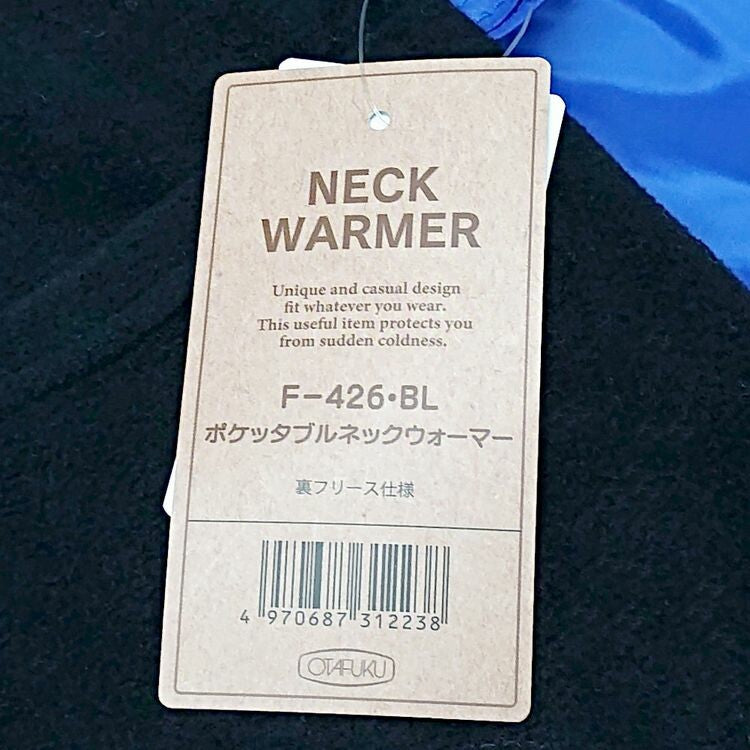 NECK
WARMER
Unique and casual design
fit whatever you wear.
This useful item protects you
from sudden coldness.
F-426・BL
ポケッタブルネックウォーマー
裏フリース仕様
4 970687 312238
OTAFUKU